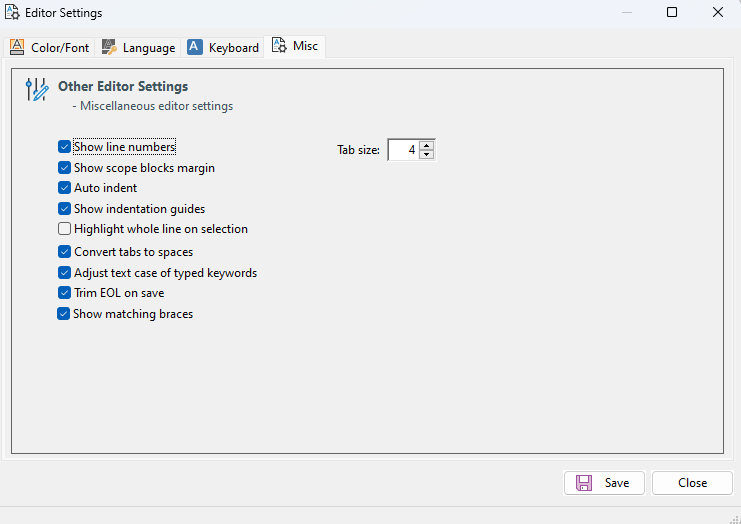 Editor Settings
Color/Font Language Keyboard Misc
Other Editor Settings
- Miscellaneous editor settings
Show line numbers
Tab size: 4
Show scope blocks margin
Auto indent
Show indentation guides
Highlight whole line on selection
Convert tabs to spaces
Adjust text case of typed keywords
Trim EOL on save
Show matching braces
Save Close